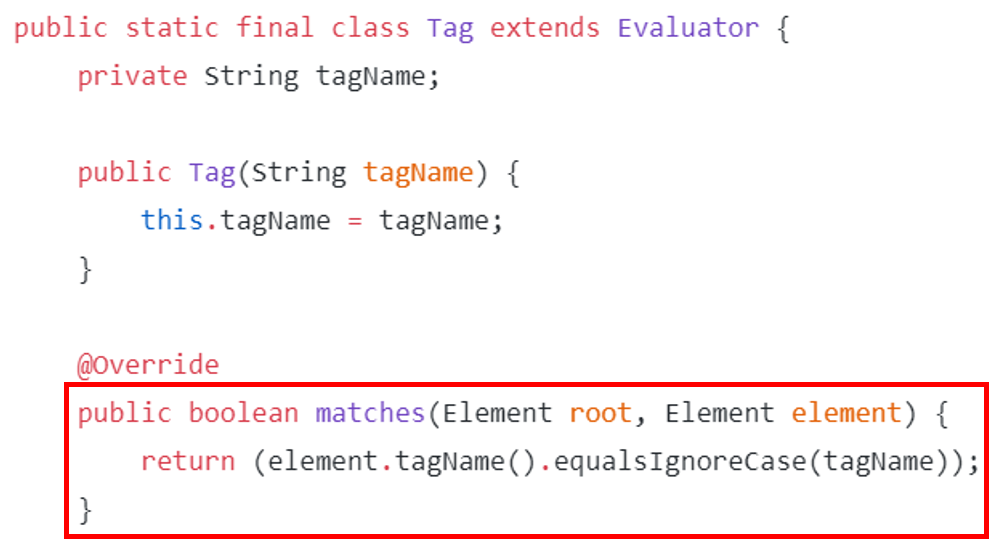 public static final class Tag extends Evaluator {
    private String tagName;

    public Tag(String tagName) {
        this.tagName = tagName;
    }

    @Override
    public boolean matches(Element root, Element element) {
        return (element.tagName().equalsIgnoreCase(tagName));
    }